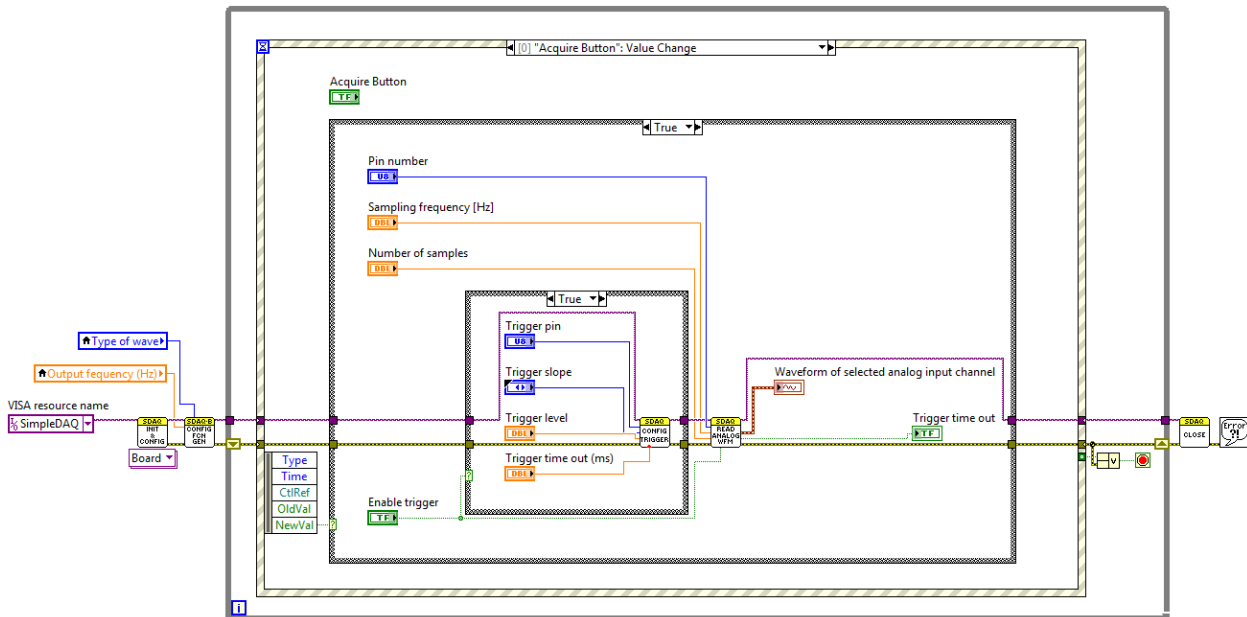 [0] "Acquire Button": Value Change
Acquire Button
TF
True
Pin number
U8
Sampling frequency [Hz]
DBL
Number of samples
DBL
True
Trigger pin
U8
Type of wave
Trigger slope
Output fequency (Hz)
Waveform of selected analog input channel
VISA resource name
SimpleDAQ
Trigger level
DBL
Trigger time out
TF
SDAQ
INIT
&
CONFIG
SDAQ-B
CONFIG
FCN
GEN
SDAQ
CONFIG
TRIGGER
SDAQ
READ
ANALOG
WFM
SDAQ
CLOSE
Error
?!
Board
Trigger time out (ms)
DBL
Type
Time
CtlRef
OldVal
NewVal
?
?
Enable trigger
TF
i